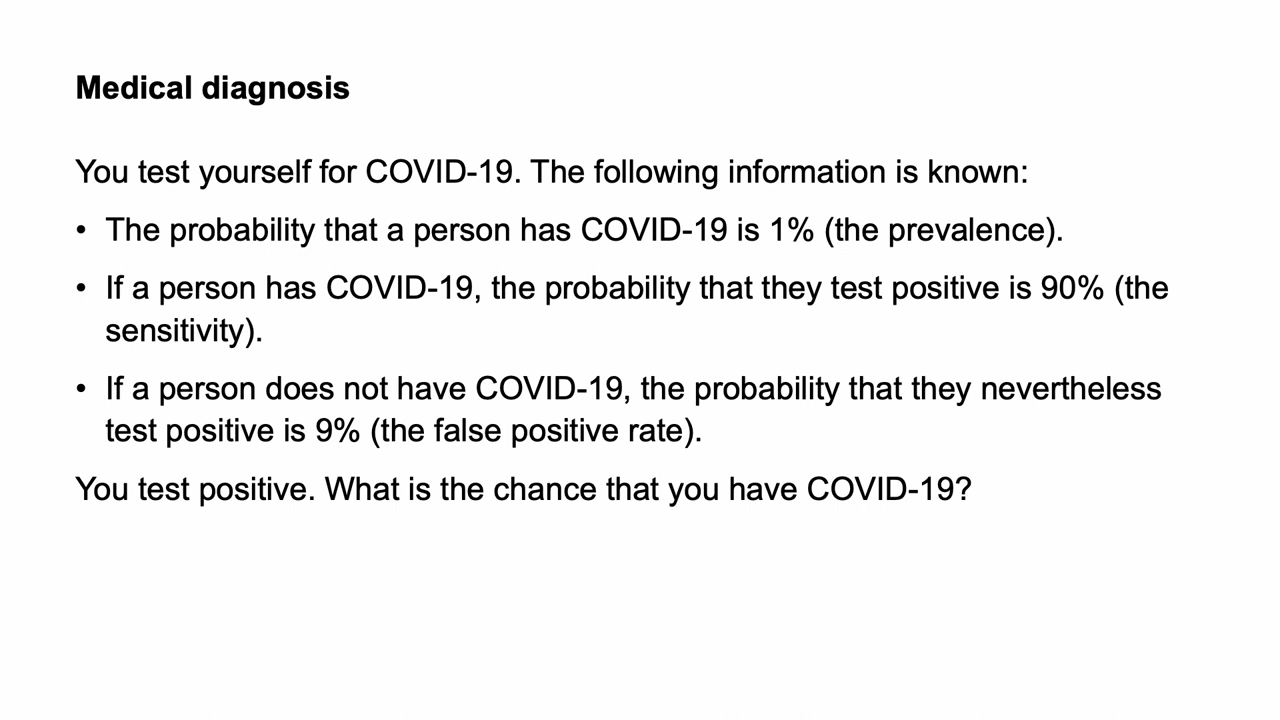 Medical diagnosis
You test yourself for COVID-19. The following information is known:
• The probability that a person has COVID-19 is 1% (the prevalence).
• If a person has COVID-19, the probability that they test positive is 90% (the
sensitivity).
• If a person does not have COVID-19, the probability that they nevertheless
test positive is 9% (the false positive rate).
You test positive. What is the chance that you have COVID-19?